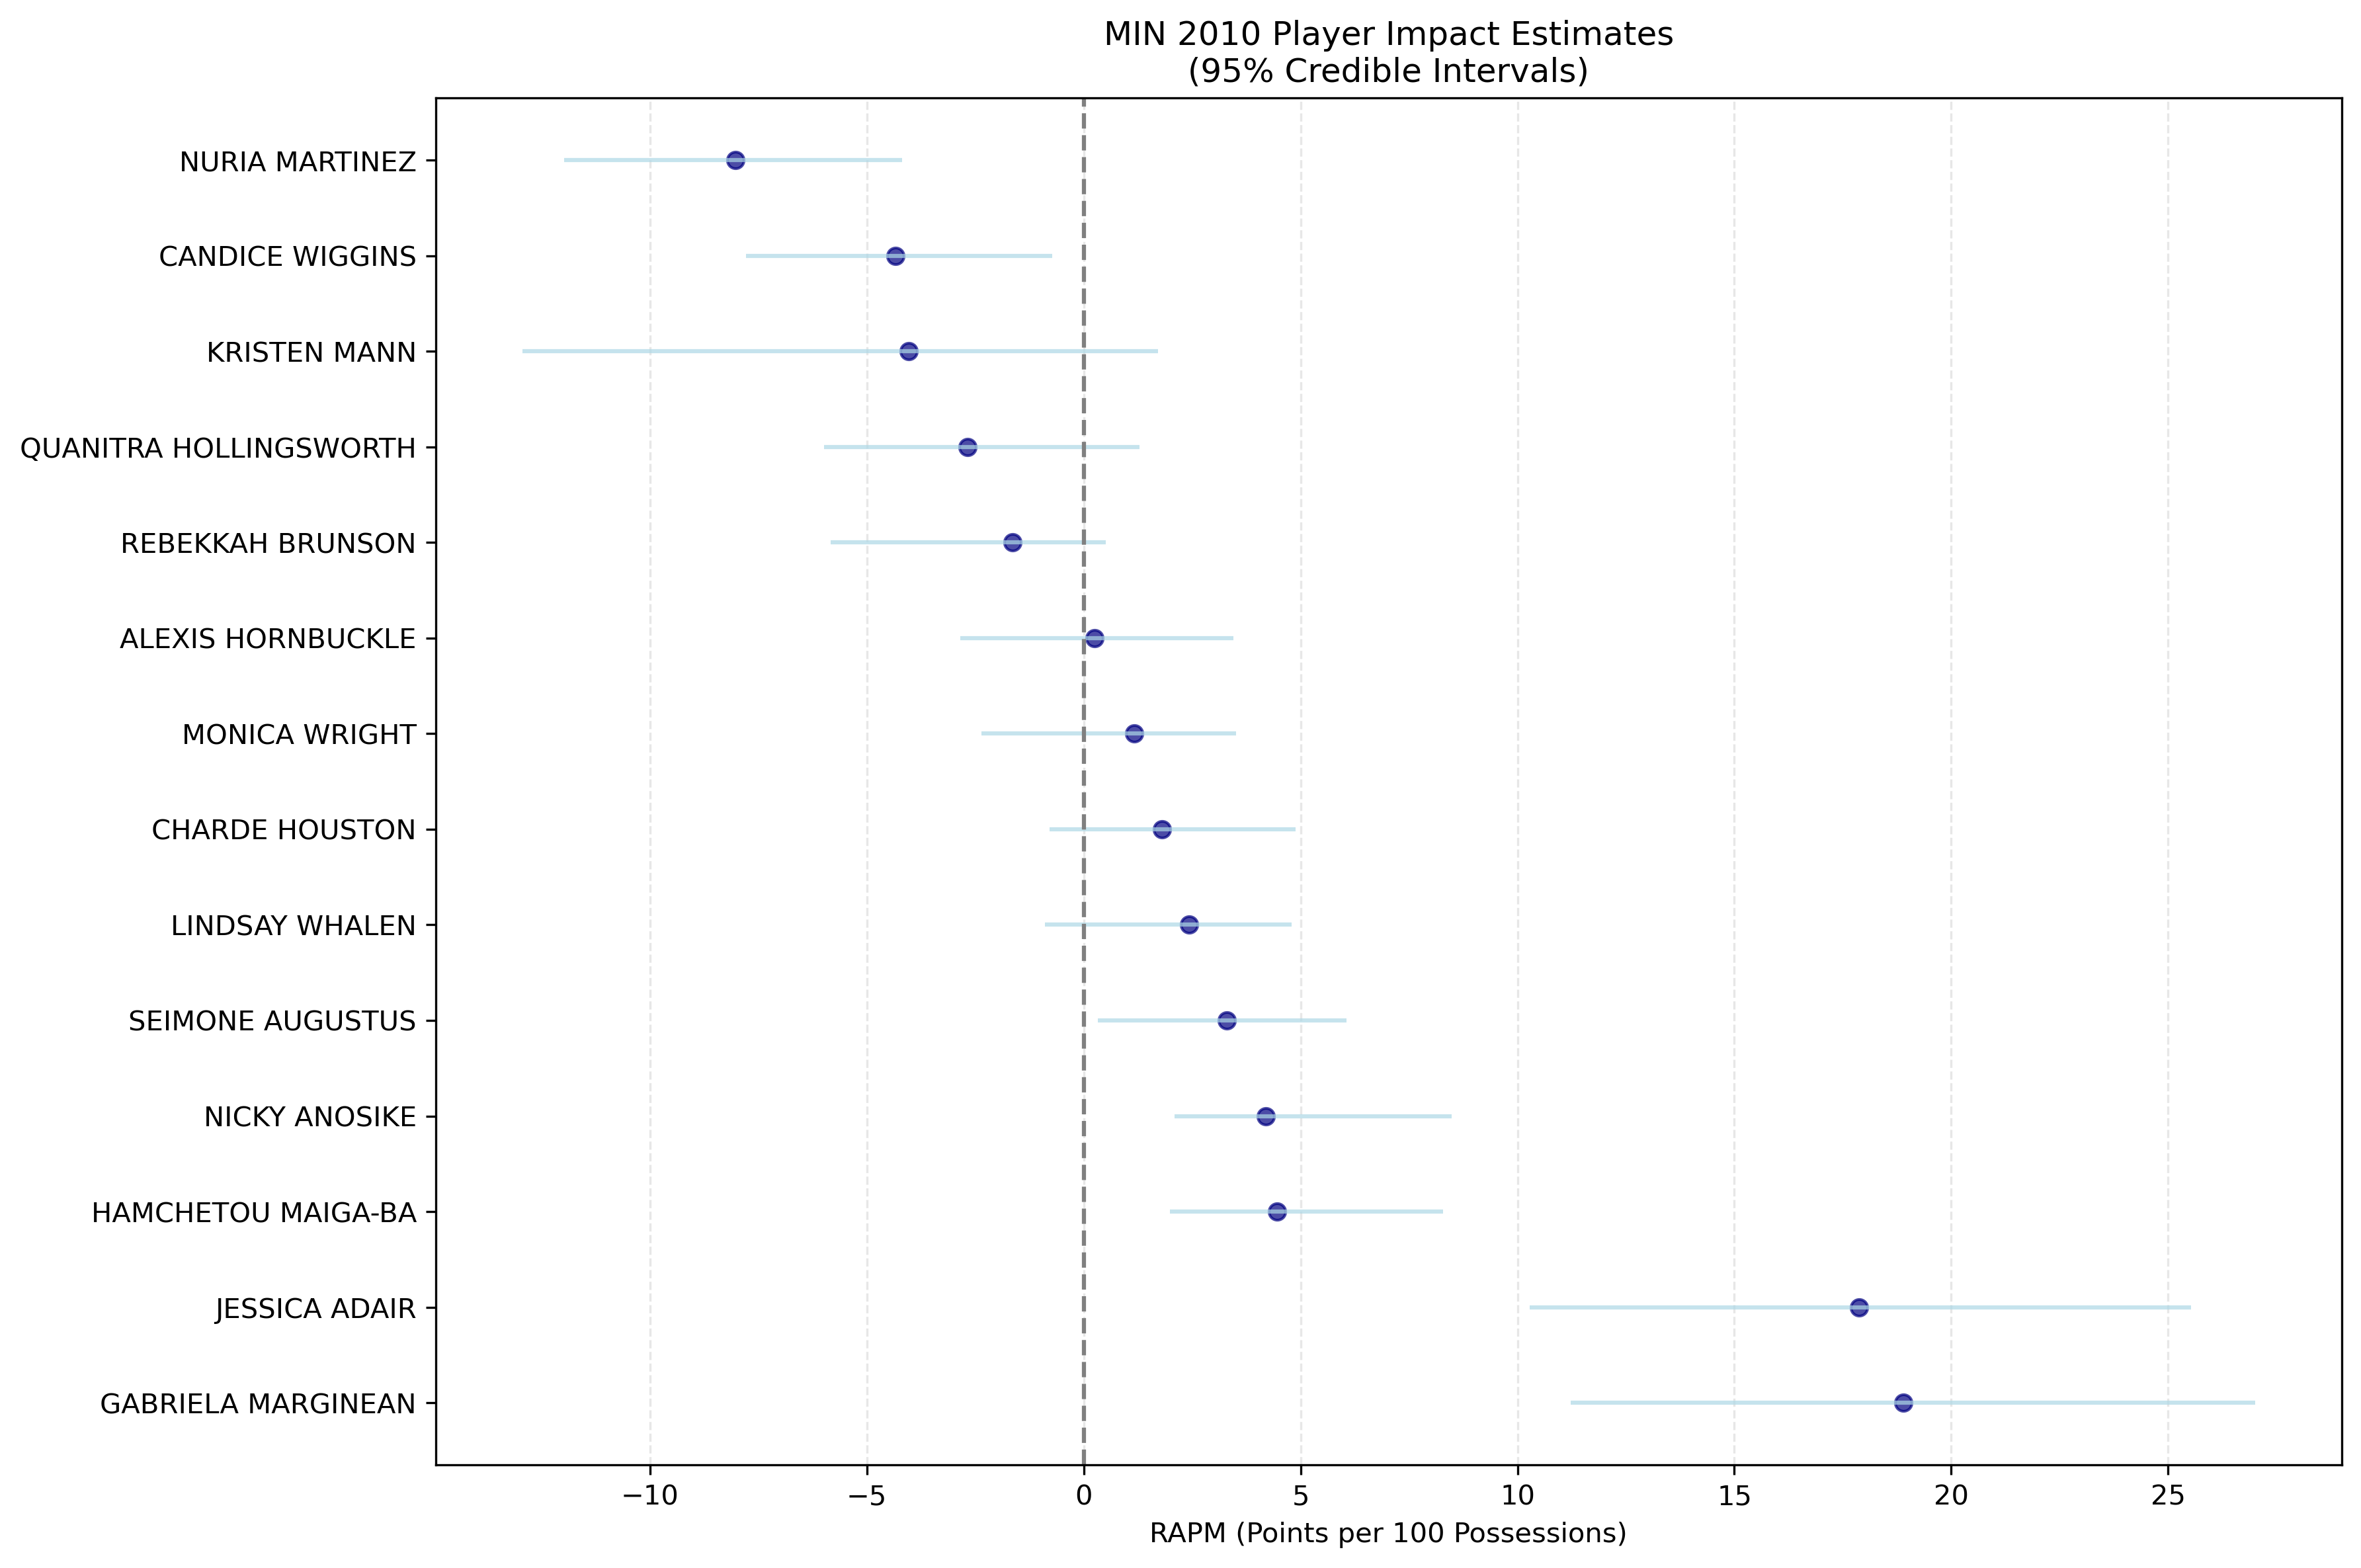 MIN 2010 Player Impact Estimates
(95% Credible Intervals)
NURIA MARTINEZ
CANDICE WIGGINS
KRISTEN MANN
QUANITRA HOLLINGSWORTH
REBEKKAH BRUNSON
ALEXIS HORNBUCKLE
MONICA WRIGHT
CHARDE HOUSTON
LINDSAY WHALEN
SEIMONE AUGUSTUS
NICKY ANOSIKE
HAMCHETOU MAIGA-BA
JESSICA ADAIR
GABRIELA MARGINEAN
−10 −5 0 5 10 15 20 25
RAPM (Points per 100 Possessions)